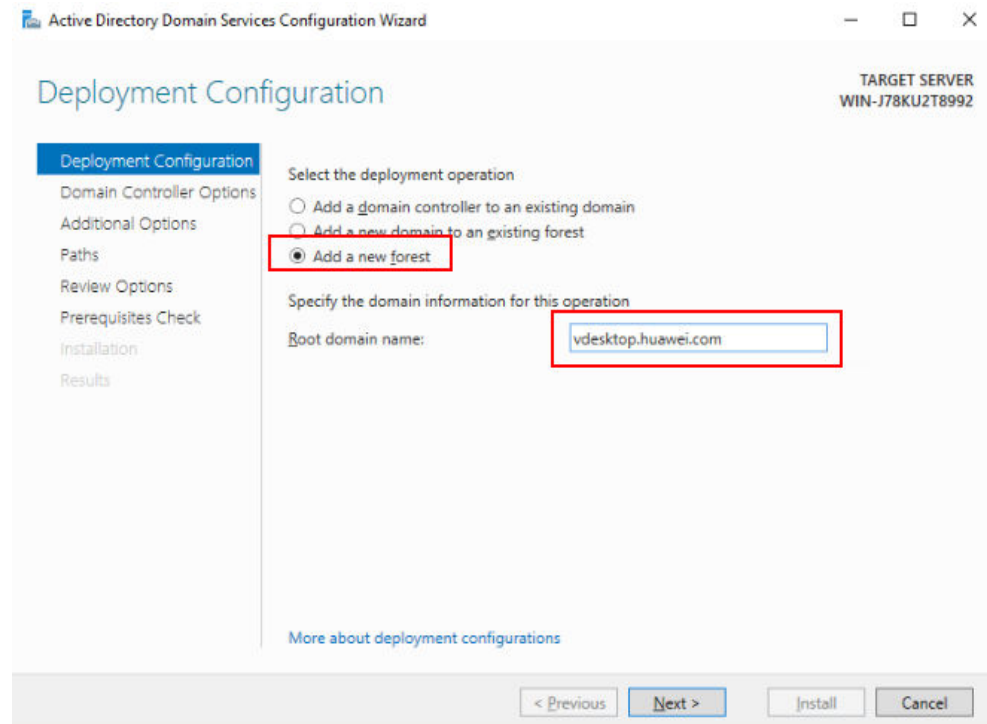 Active Directory Domain Services Configuration Wizard
Deployment Configuration
TARGET SERVER
WIN-J78KU2T8992
Deployment Configuration
Domain Controller Options
Additional Options
Paths
Review Options
Prerequisites Check
Installation
Results
Select the deployment operation
Add a domain controller to an existing domain
Add a new domain to an existing forest
Add a new forest
Specify the domain information for this operation
Root domain name: vdesktop.huawei.com
More about deployment configurations
< Previous Next > Install Cancel